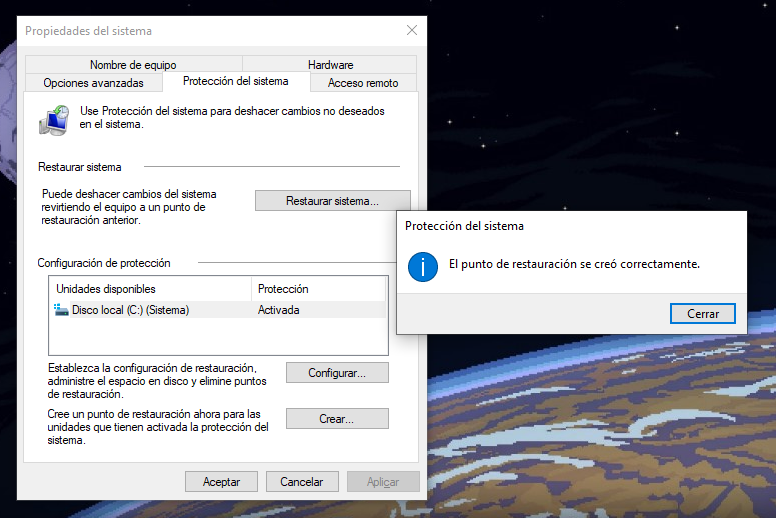 Propiedades del sistema
Nombre de equipo
Hardware
Opciones avanzadas
Protección del sistema
Acceso remoto
Use Protección del sistema para deshacer cambios no deseados
en el sistema.
Restaurar sistema
Puede deshacer cambios del sistema
revirtiendo el equipo a un punto de
restauración anterior.
Restaurar sistema...
Configuración de protección
Unidades disponibles
Protección
Disco local (C:) (Sistema)
Activada
Establezca la configuración de restauración,
administre el espacio en disco y elimine puntos
de restauración.
Configurar...
Cree un punto de restauración ahora para las
unidades que tienen activada la protección del
sistema.
Crear...
Aceptar
Cancelar
Aplicar
Protección del sistema
El punto de restauración se creó correctamente.
Cerrar